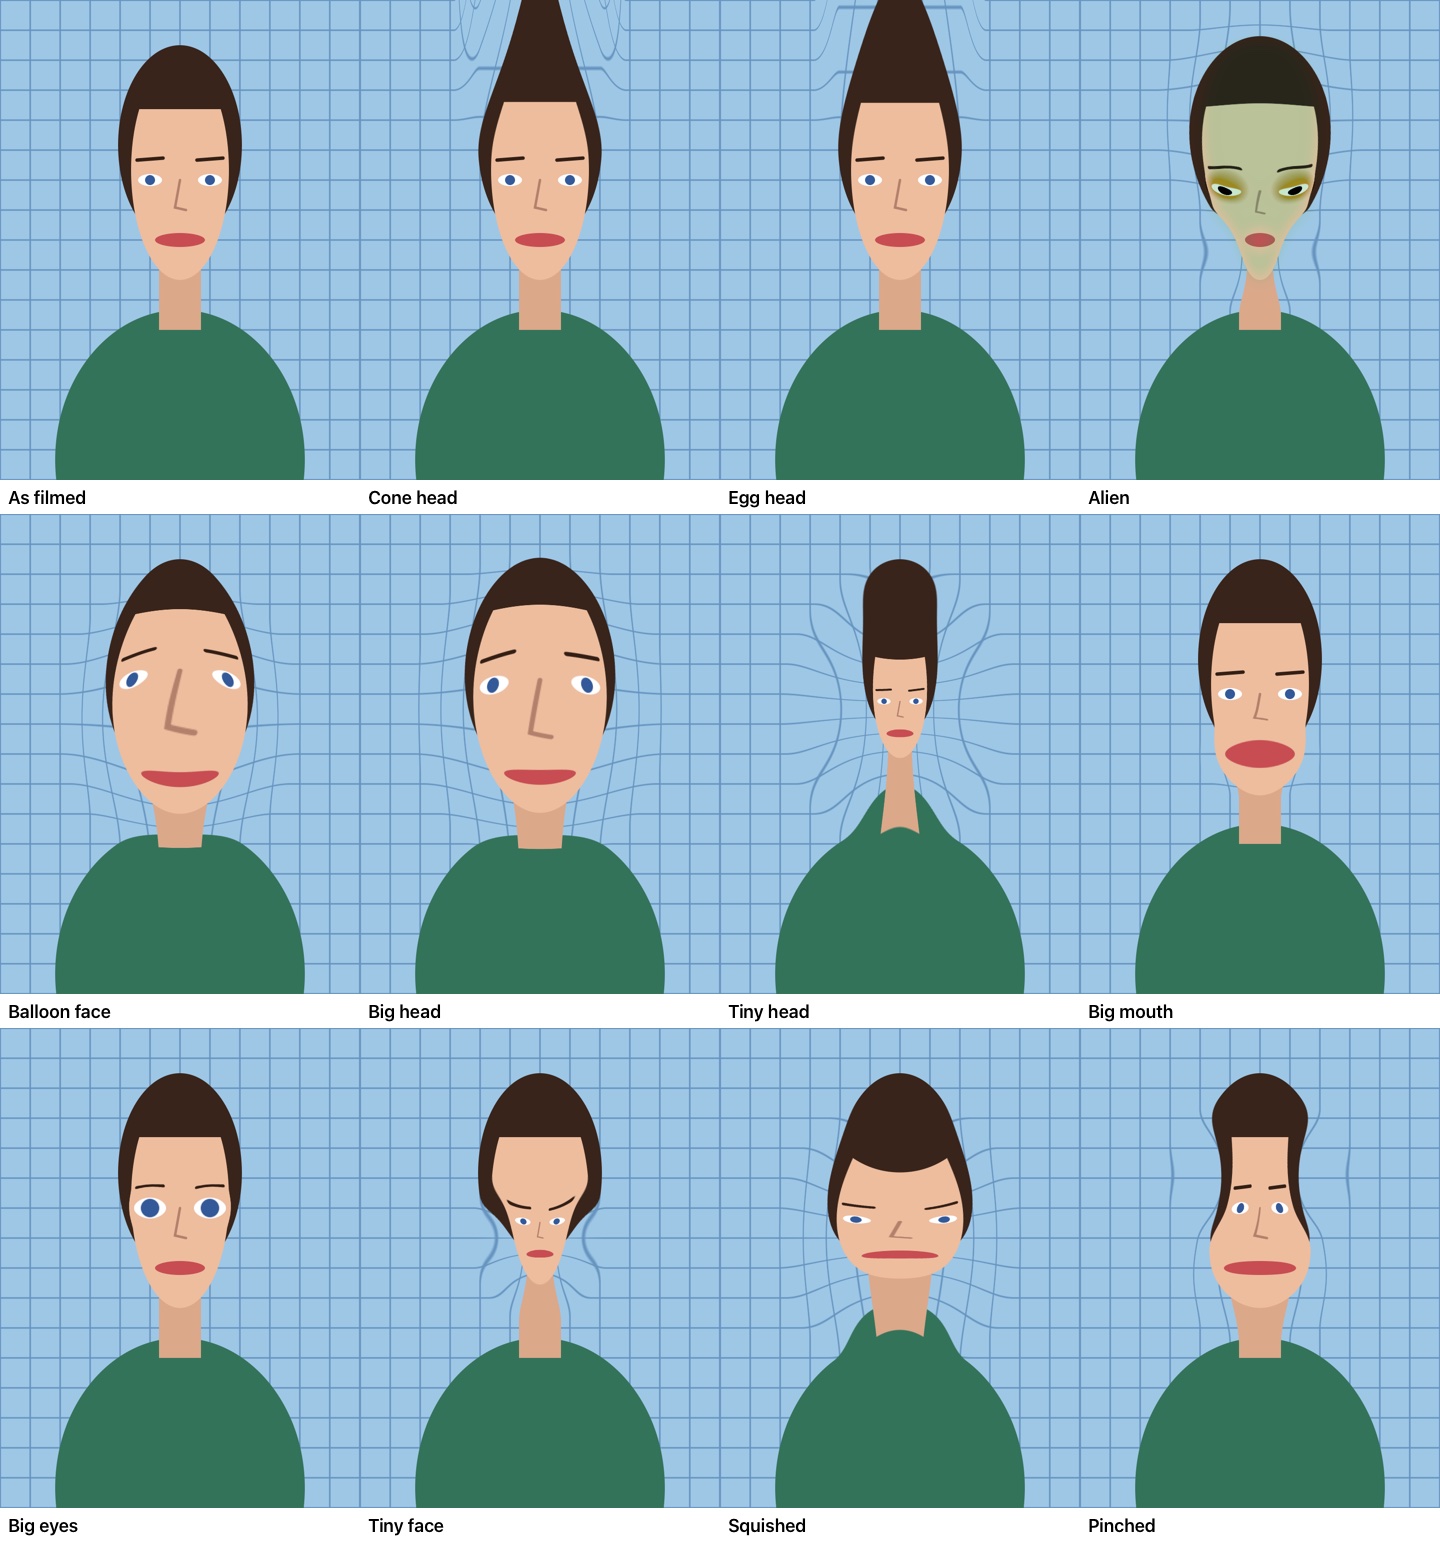 As filmed
Cone head
Egg head
Alien
Balloon face
Big head
Tiny head
Big mouth
Big eyes
Tiny face
Squished
Pinched